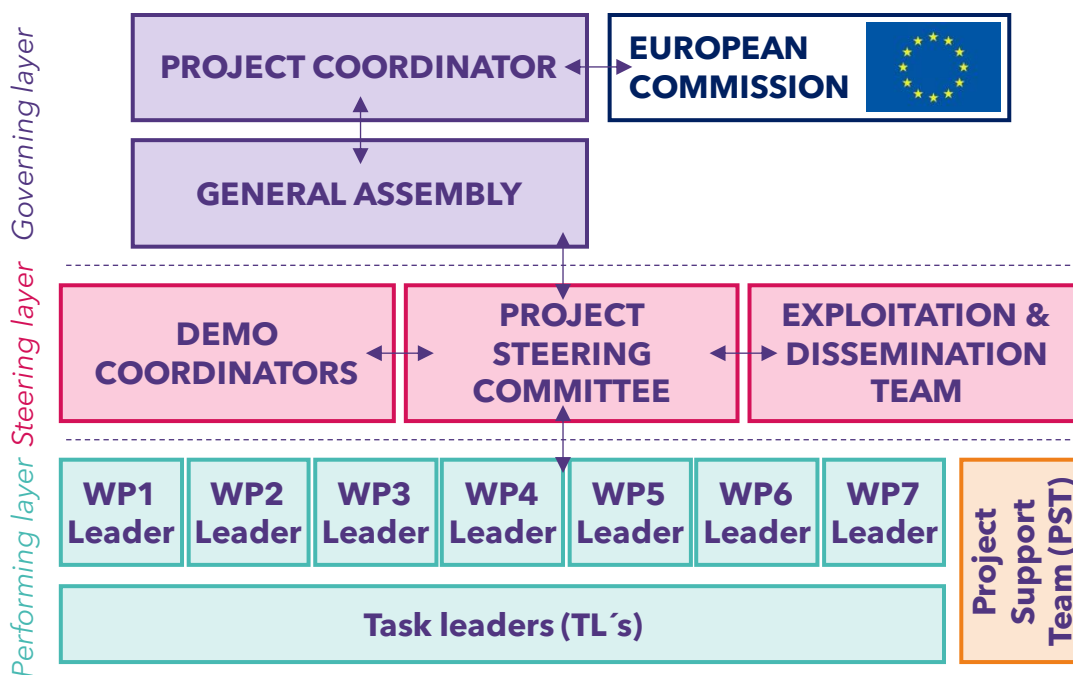 Governing layer
PROJECT COORDINATOR
EUROPEAN
COMMISSION
GENERAL ASSEMBLY
Steering layer
DEMO
COORDINATORS
PROJECT
STEERING
COMMITTEE
EXPLOITATION &
DISSEMINATION
TEAM
Performing layer
WP1
Leader
WP2
Leader
WP3
Leader
WP4
Leader
WP5
Leader
WP6
Leader
WP7
Leader
Task leaders (TL´s)
Project
Support
Team (PST)